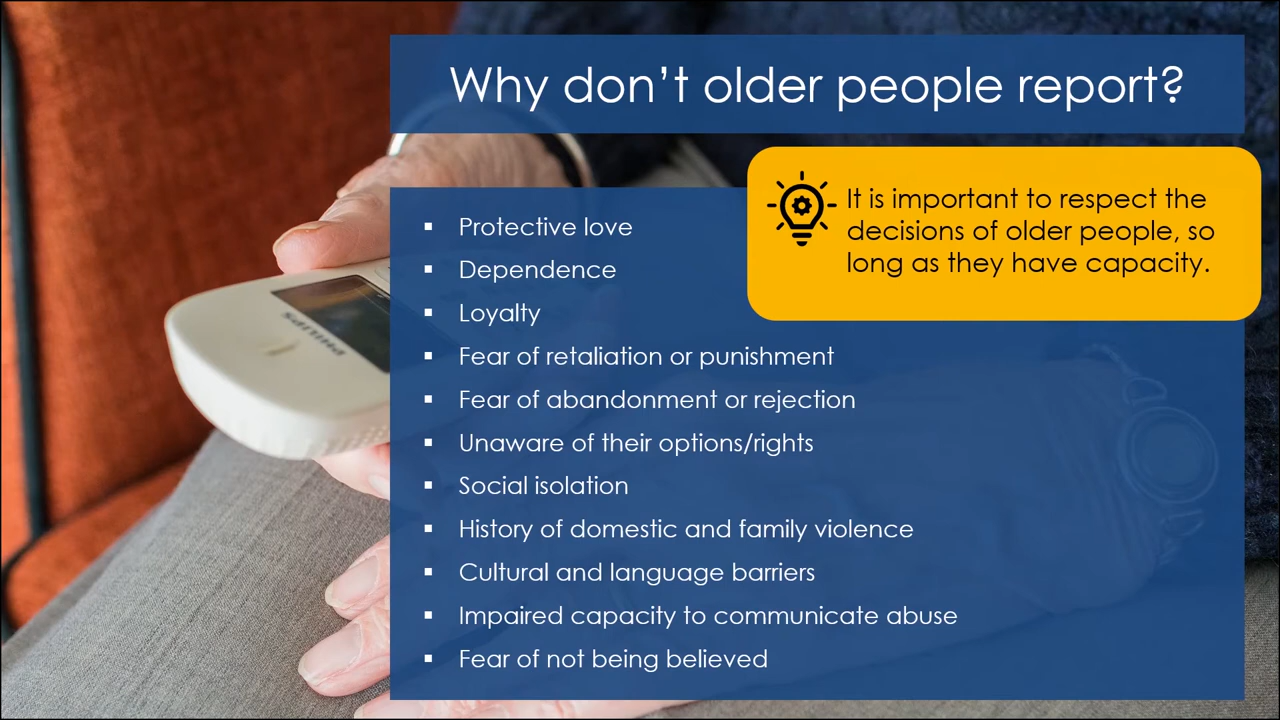 Why don't older people report?
It is important to respect the
decisions of older people, so
long as they have capacity.
▪ Protective love
▪ Dependence
▪ Loyalty
▪ Fear of retaliation or punishment
▪ Fear of abandonment or rejection
▪ Unaware of their options/rights
▪ Social isolation
▪ History of domestic and family violence
▪ Cultural and language barriers
▪ Impaired capacity to communicate abuse
▪ Fear of not being believed
PHILIPS